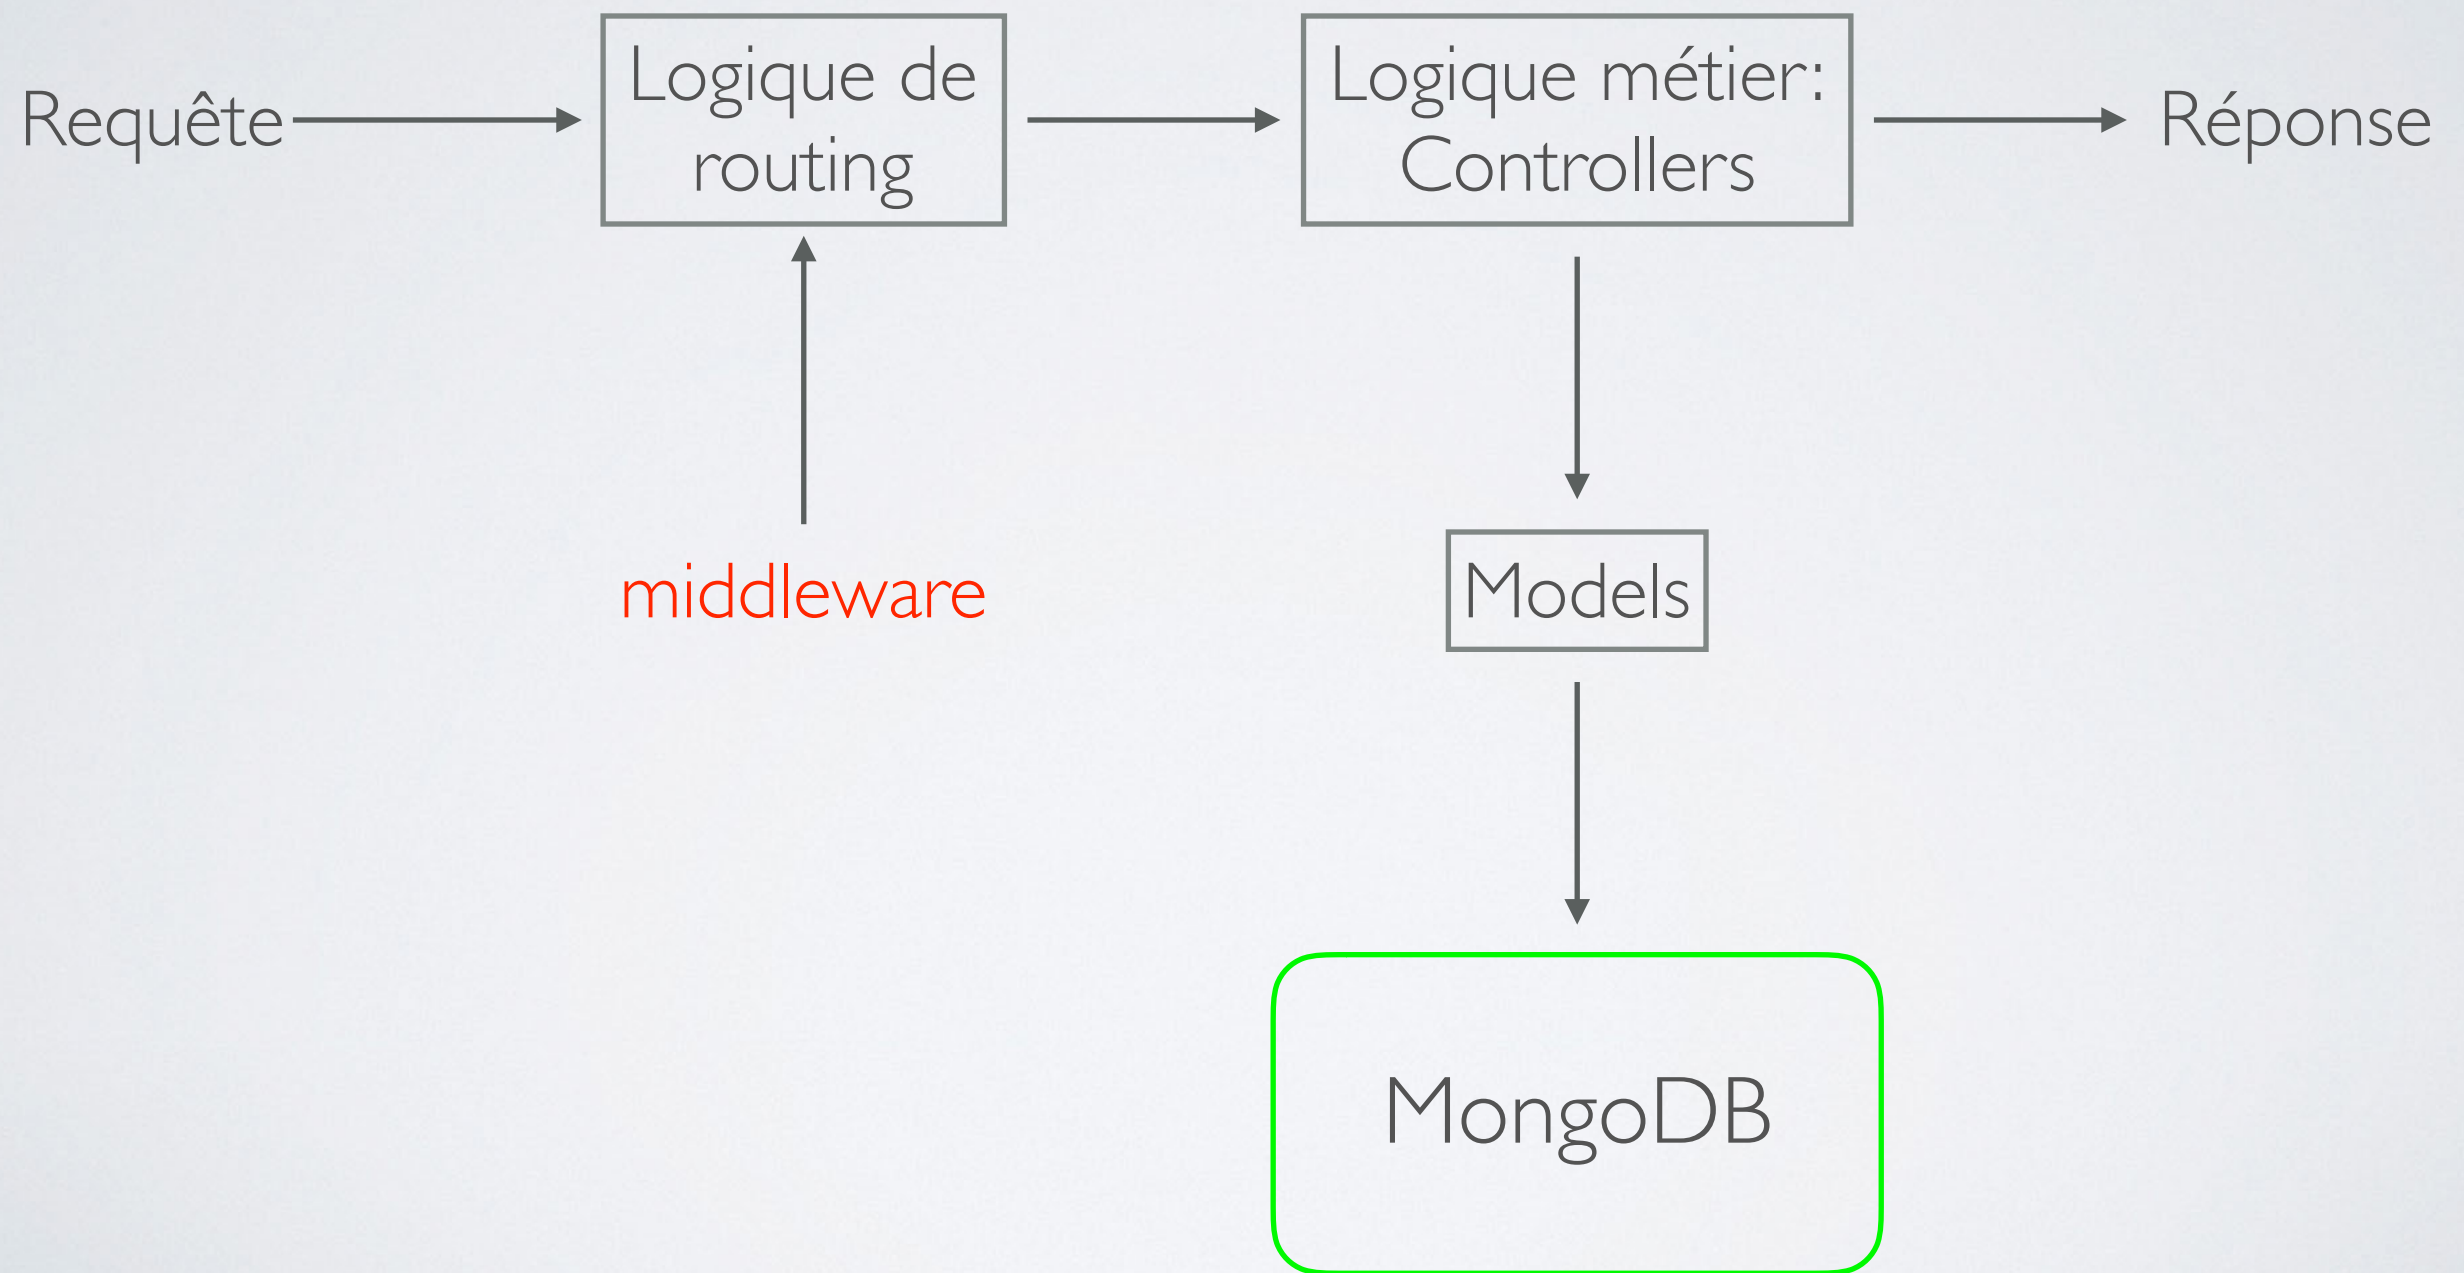 Requête
Logique de
routing
Logique métier:
Controllers
Réponse
middleware
Models
MongoDB